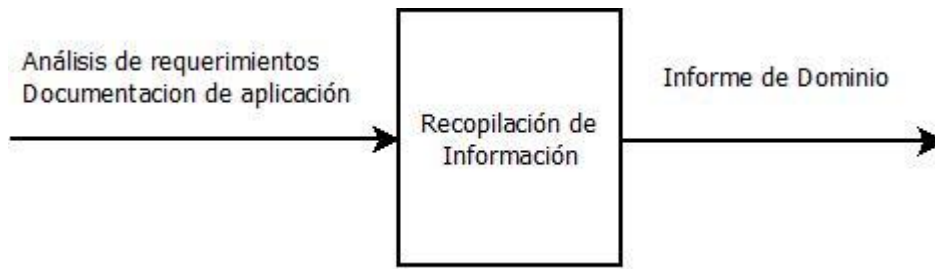 Análisis de requerimientos
Documentacion de aplicación
Recopilación de
Información
Informe de Dominio